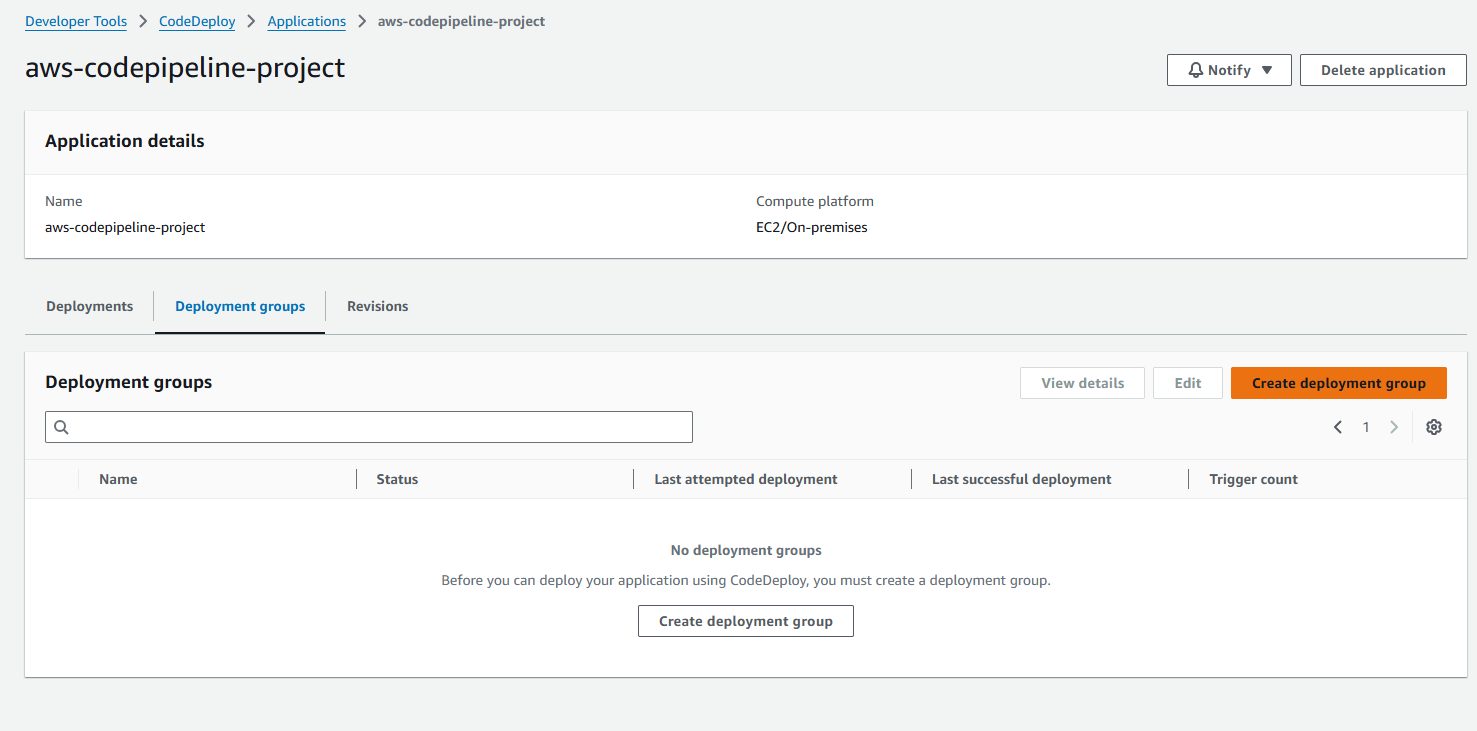 Developer Tools > CodeDeploy > Applications > aws-codepipeline-project
aws-codepipeline-project
Notify ▼
Delete application
Application details
Name
aws-codepipeline-project
Compute platform
EC2/On-premises
Deployments
Deployment groups
Revisions
Deployment groups
View details
Edit
Create deployment group
< 1 >
Name
Status
Last attempted deployment
Last successful deployment
Trigger count
No deployment groups
Before you can deploy your application using CodeDeploy, you must create a deployment group.
Create deployment group